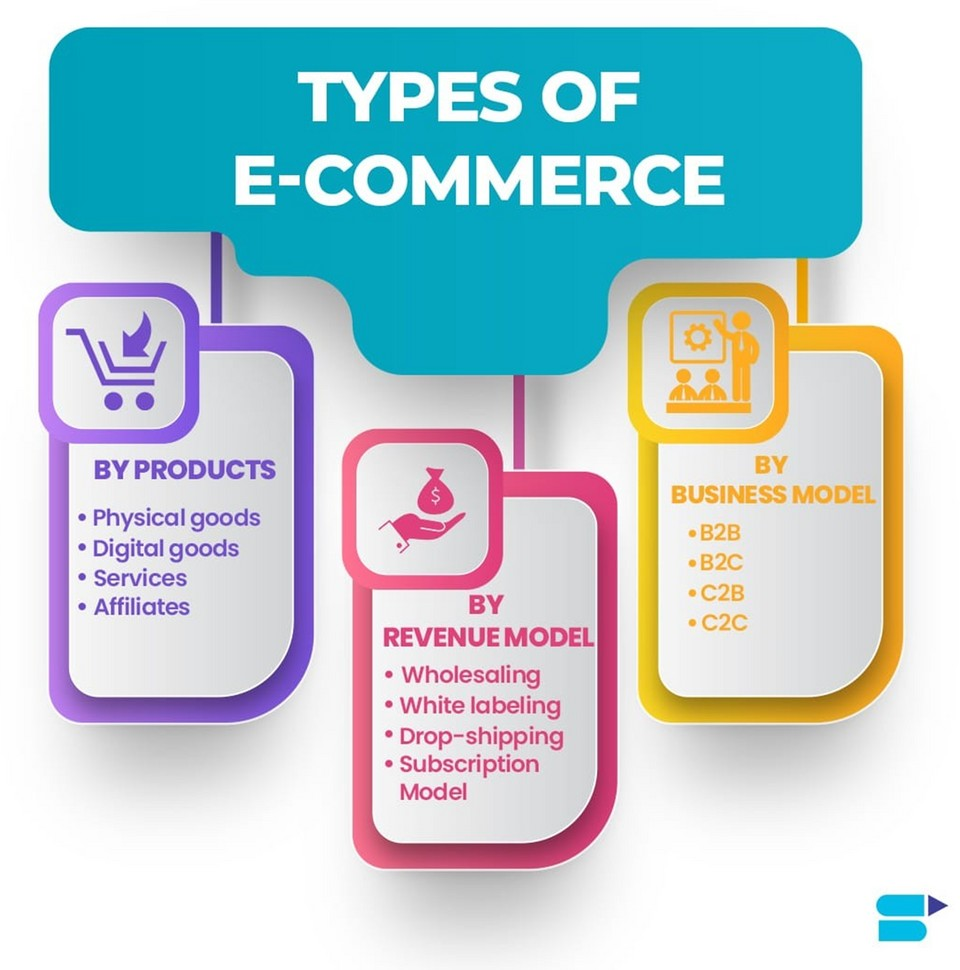 TYPES OF
E-COMMERCE
BY PRODUCTS
• Physical goods
• Digital goods
• Services
• Affiliates
$
BY
REVENUE MODEL
• Wholesaling
• White labeling
• Drop-shipping
• Subscription
Model
BY
BUSINESS MODEL
• B2B
• B2C
• C2B
• C2C